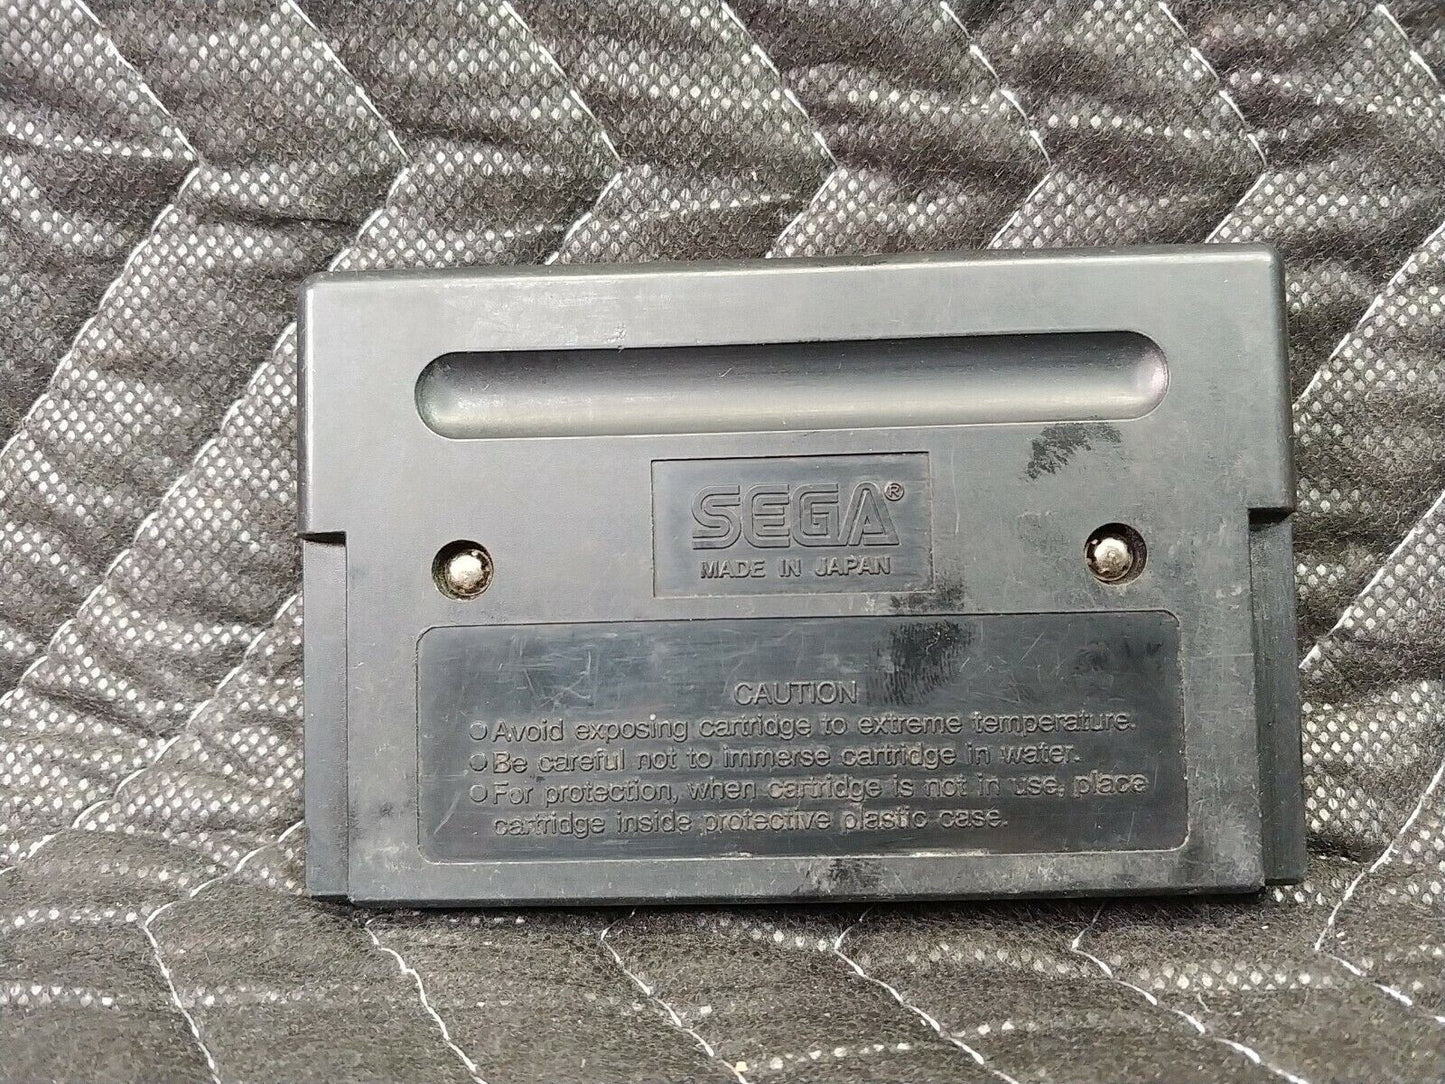 SEGA®
MADE IN JAPAN
CAUTION
○ Avoid exposing cartridge to extreme temperature.
○ Be careful not to immerse cartridge in water.
○ For protection, when cartridge is not in use, place
cartridge inside protective plastic case.